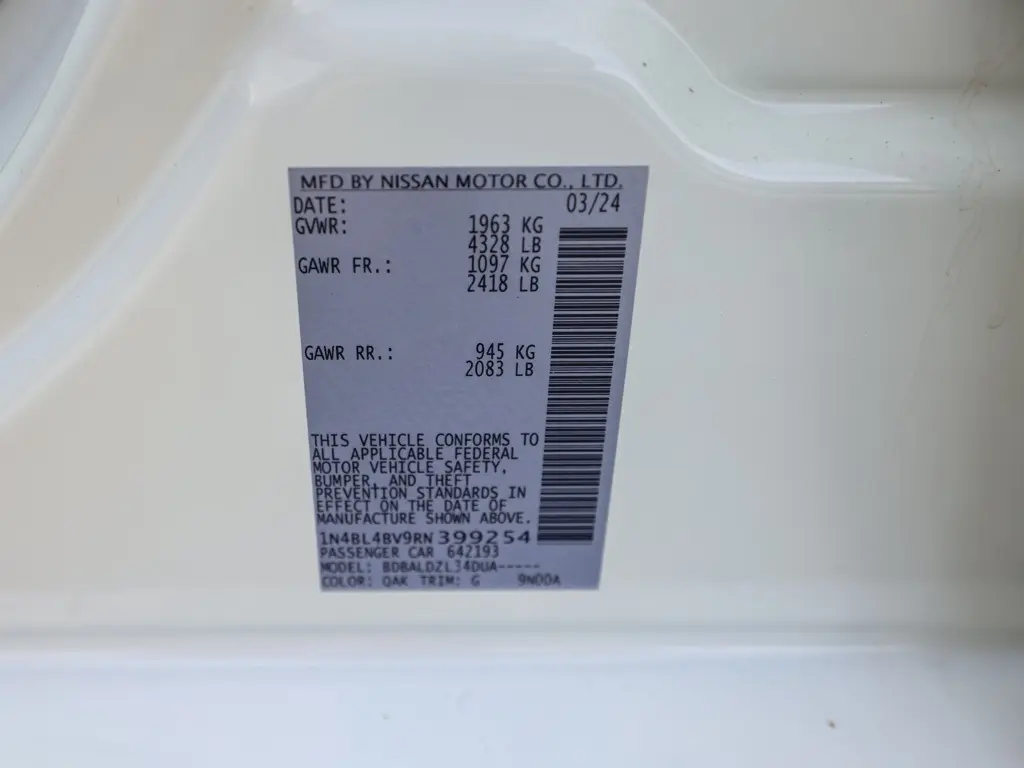 MFD BY NISSAN MOTOR CO., LTD.
DATE: 03/24
GVWR: 1963 KG
4328 LB
GAWR FR.: 1097 KG
2418 LB
GAWR RR.: 945 KG
2083 LB
THIS VEHICLE CONFORMS TO
ALL APPLICABLE FEDERAL
MOTOR VEHICLE SAFETY,
BUMPER, AND THEFT
PREVENTION STANDARDS IN
EFFECT ON THE DATE OF
MANUFACTURE SHOWN ABOVE.
1N4BL4BV9RN399254
PASSENGER CAR 642193
MODEL: BDBALDZL34DUA-----
COLOR: QAK TRIM: G 9N0DA